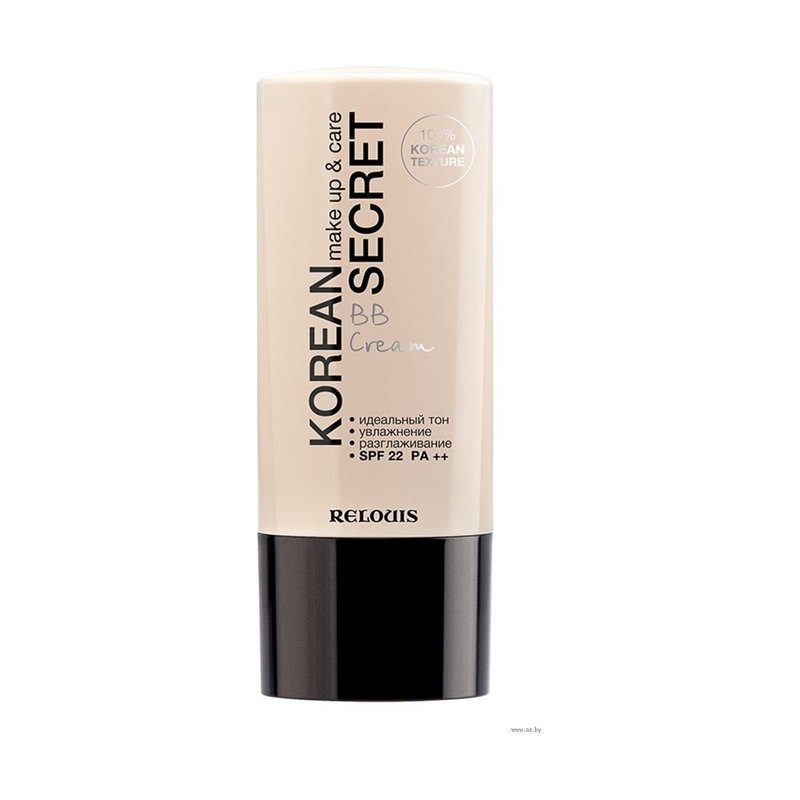 KOREAN
make up & care
SECRET
100%
KOREAN
TEXTURE
BB
Cream
• идеальный тон
• увлажнение
• разглаживание
• SPF 22 PA ++
RELOUIS
www.oz.by